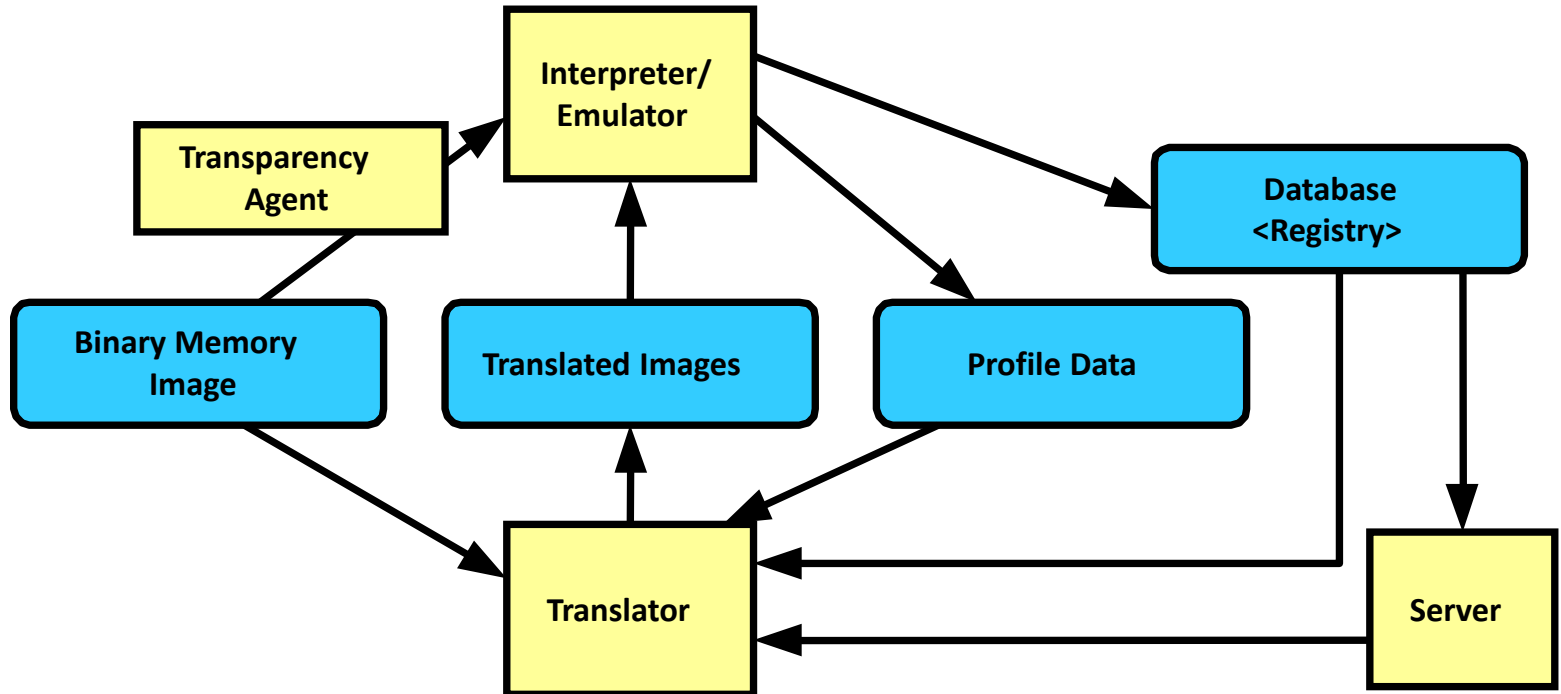 Interpreter/
Emulator
Transparency
Agent
Database
<Registry>
Binary Memory
Image
Translated Images
Profile Data
Translator
Server